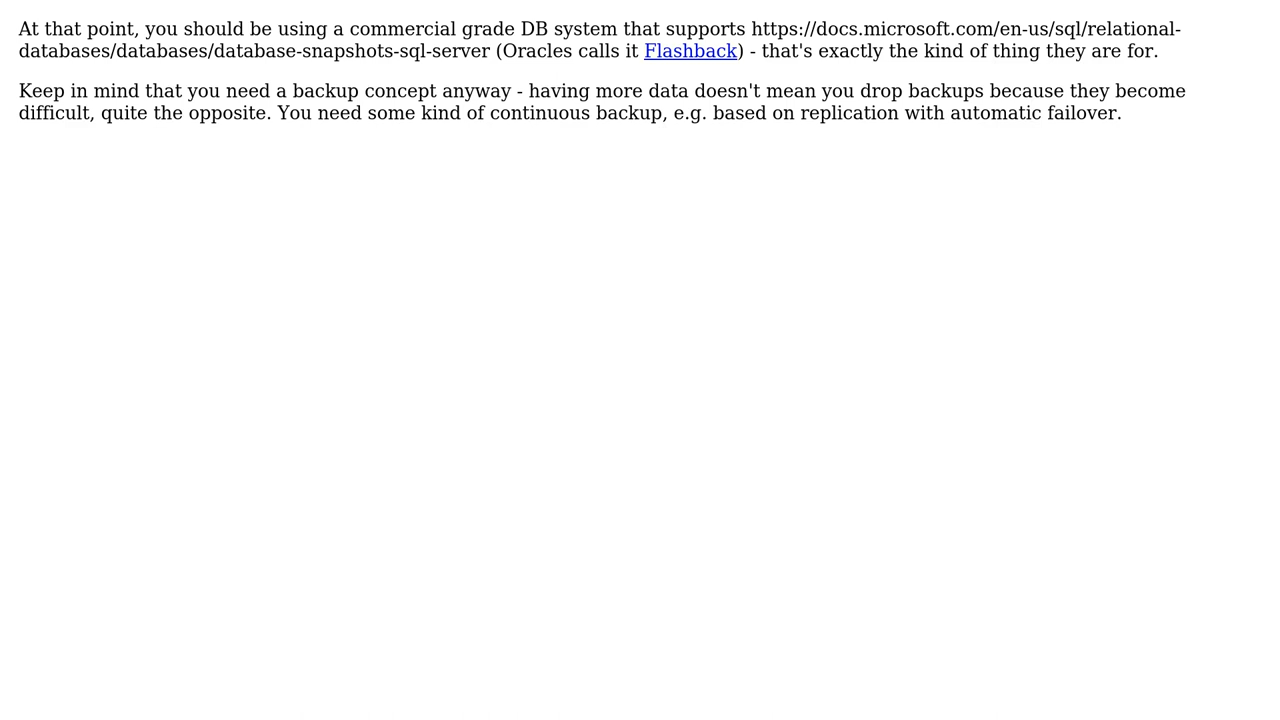 At that point, you should be using a commercial grade DB system that supports https://docs.microsoft.com/en-us/sql/relational-
databases/databases/database-snapshots-sql-server (Oracles calls it Flashback) - that's exactly the kind of thing they are for.
Keep in mind that you need a backup concept anyway - having more data doesn't mean you drop backups because they become
difficult, quite the opposite. You need some kind of continuous backup, e.g. based on replication with automatic failover.